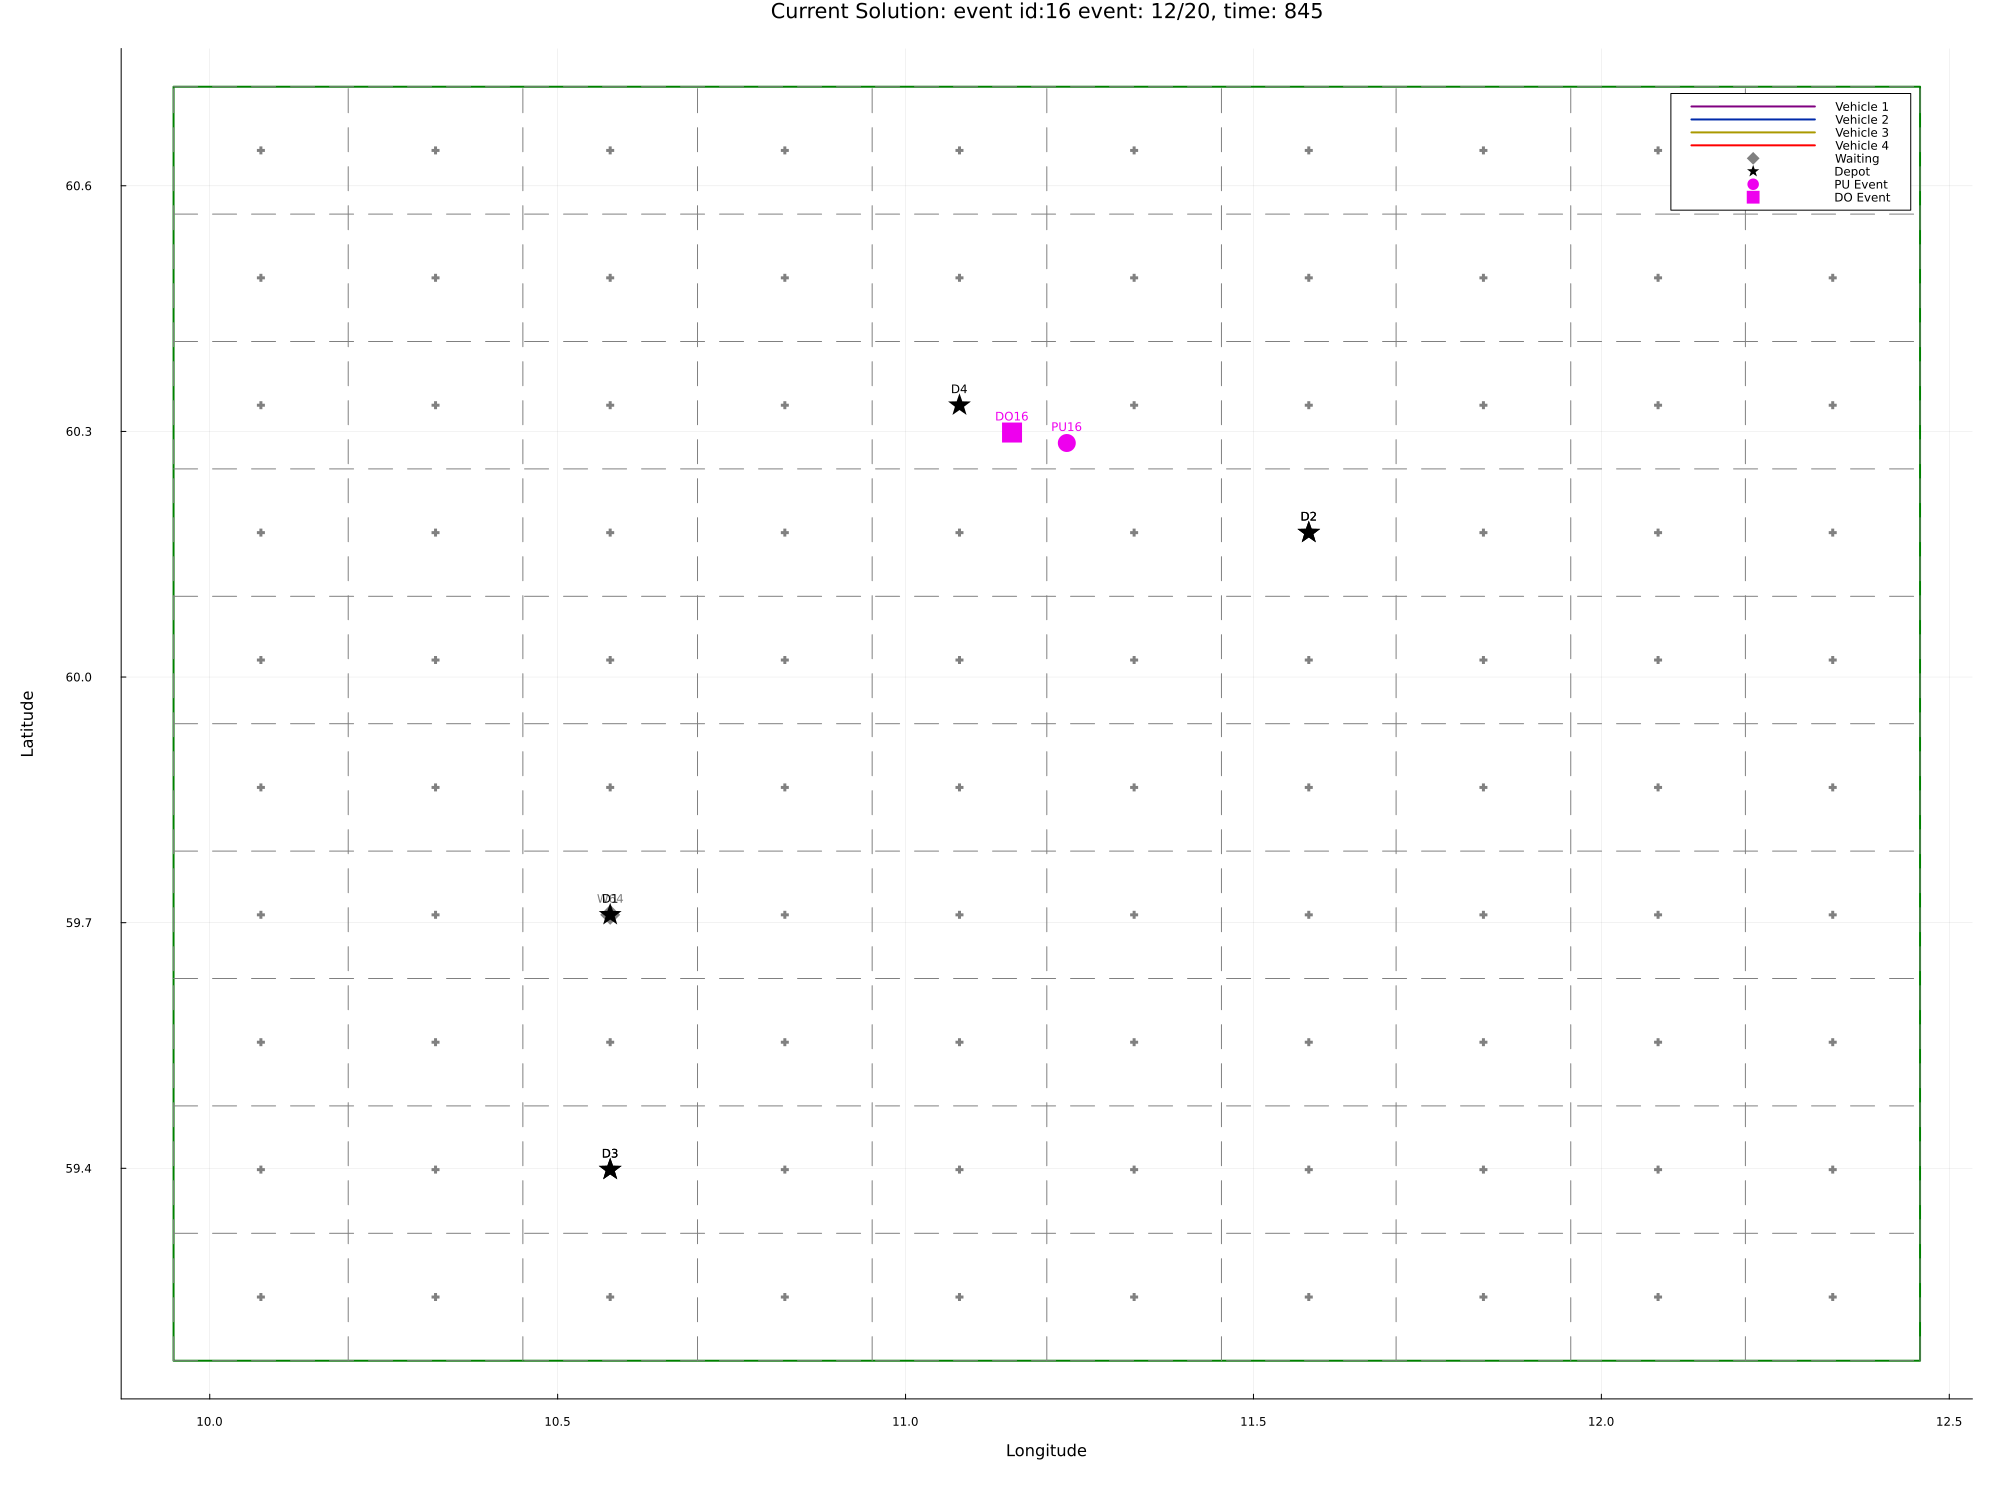 Current Solution: event id:16 event: 12/20, time: 845
Vehicle 1
Vehicle 2
Vehicle 3
Vehicle 4
Waiting
Depot
PU Event
DO Event
60.6
60.3
60.0
59.7
59.4
Latitude
D4
DO16
PU16
D2
D1
D3
10.0
10.5
11.0
11.5
12.0
12.5
Longitude